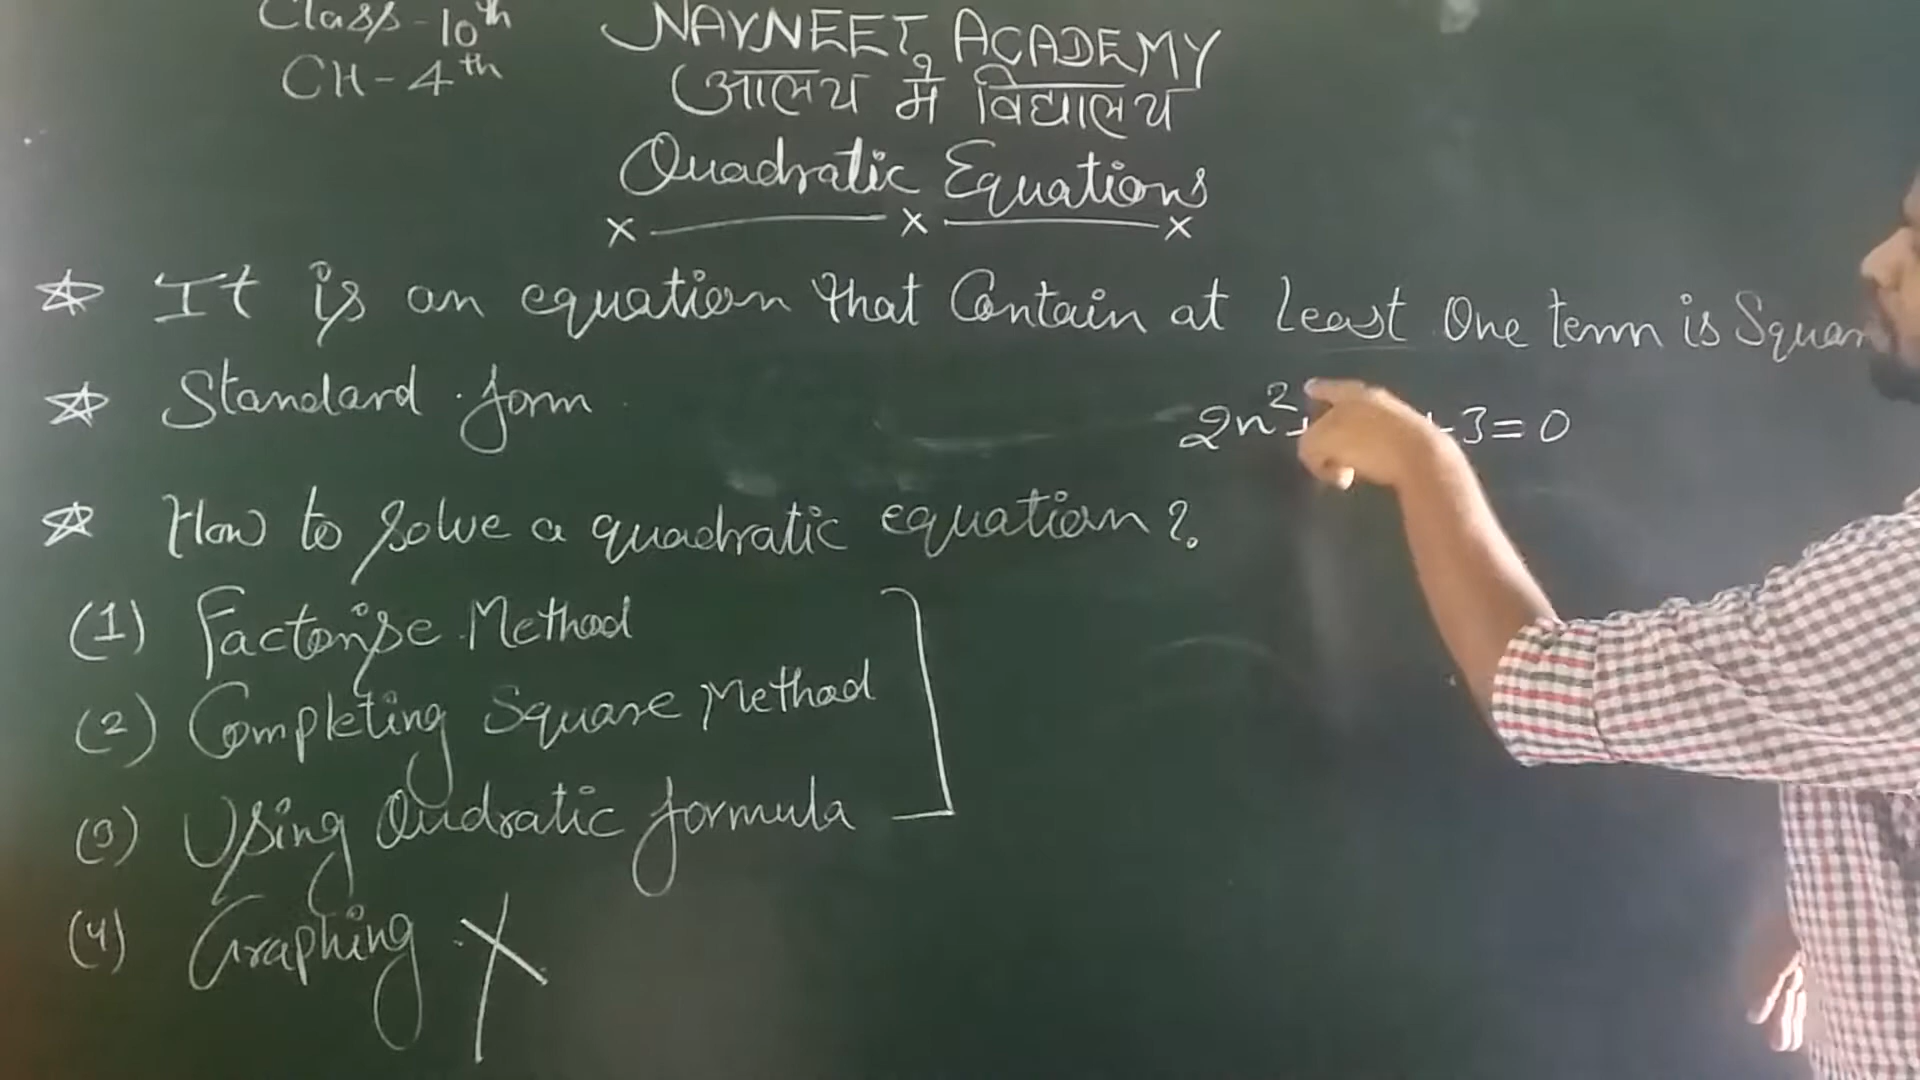 Class - 10th
CH - 4th
NAVNEET ACADEMY
आलय में विद्यालय
Quadratic Equations
x x x
It is an equation that Contain at least One term is Squar
Standard form
2n²+ + 3 = 0
How to solve a quadratic equation?
(1) Factorise Method
(2) Completing Square Method
(3) Using Qudratic formula
(4) Graphing X